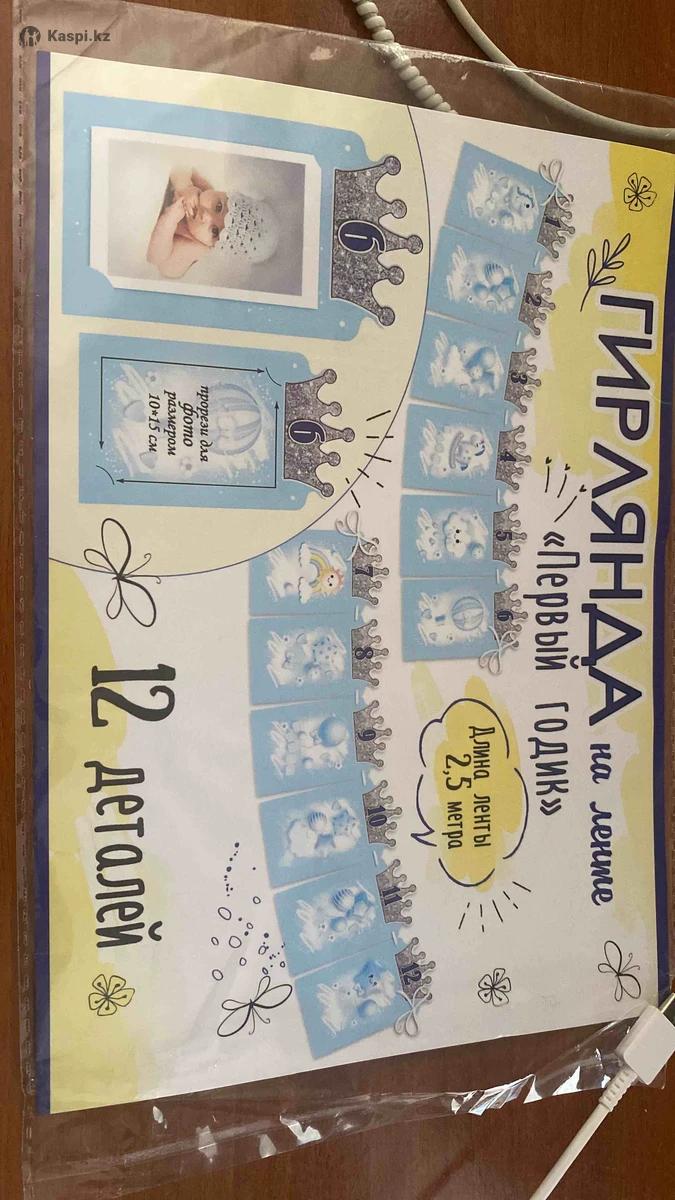 Kaspi.kz
ГИРЛЯНДА на ленте
«Первый годик»
1
2
3
4
5
6
Длина ленты
2,5 метра
6
6
прорези для
фото
размером
10*15 см
7
8
9
10
11
12
12 деталей